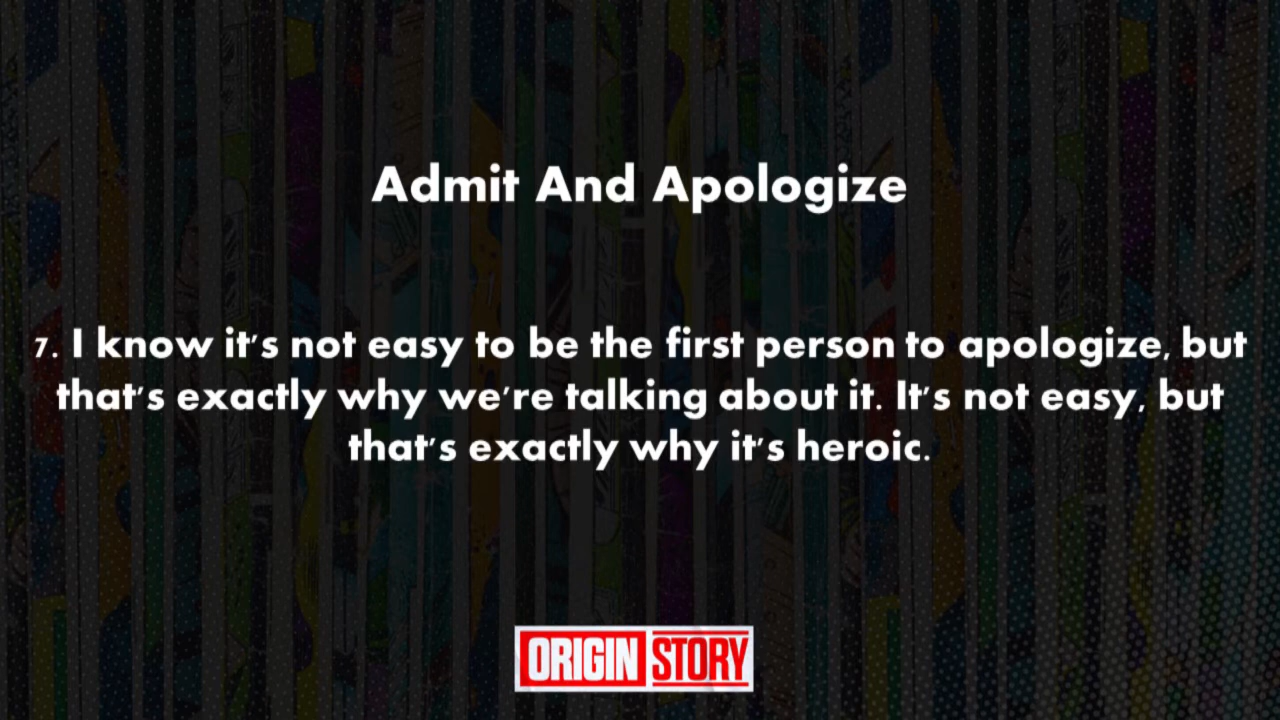 Admit And Apologize
7. I know it's not easy to be the first person to apologize, but
that's exactly why we're talking about it. It's not easy, but
that's exactly why it's heroic.
ORIGIN STORY